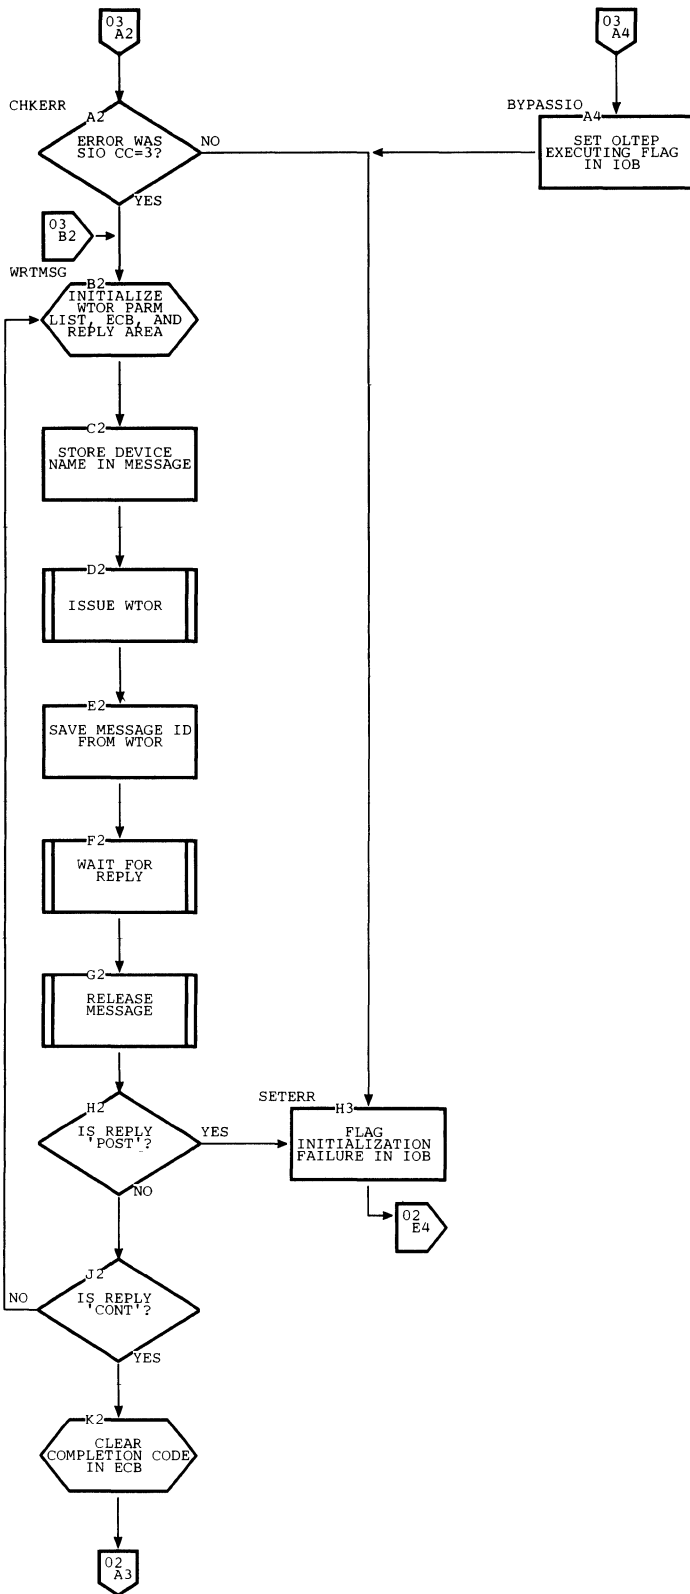 03
A2
03
A4
CHKERR
A2
ERROR WAS
SIO CC=3?
NO
YES
BYPASSIO
A4
SET OLTEP
EXECUTING FLAG
IN IOB
03
B2
WRTMSG
B2
INITIALIZE
WTOR PARM
LIST, ECB, AND
REPLY AREA
C2
STORE DEVICE
NAME IN MESSAGE
D2
ISSUE WTOR
E2
SAVE MESSAGE ID
FROM WTOR
F2
WAIT FOR
REPLY
G2
RELEASE
MESSAGE
H2
IS REPLY
'POST'?
YES
NO
SETERR
H3
FLAG
INITIALIZATION
FAILURE IN IOB
02
E4
J2
IS REPLY
'CONT'?
NO
YES
K2
CLEAR
COMPLETION CODE
IN ECB
02
A3